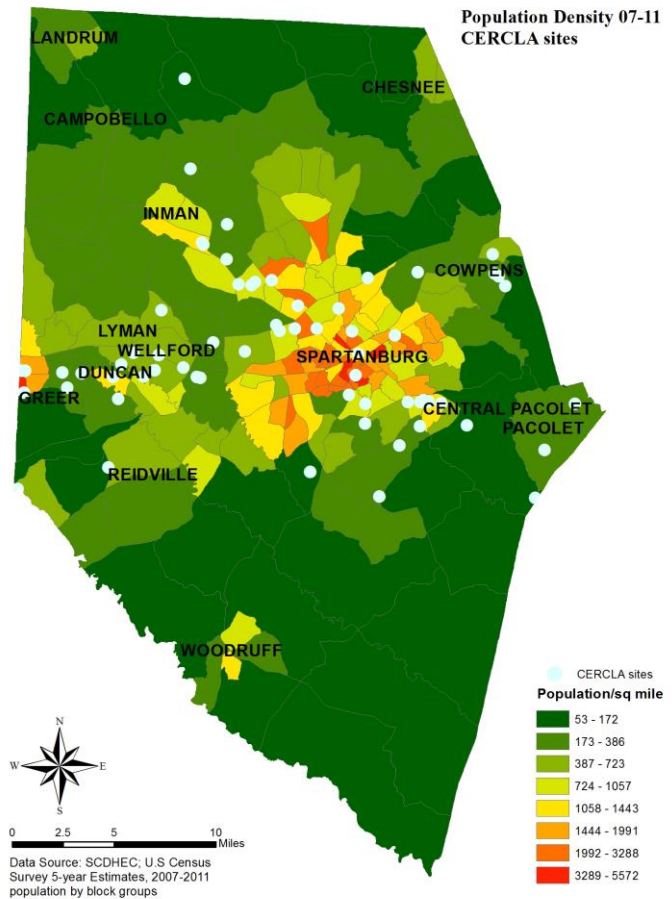 Population Density 07-11
CERCLA sites
LANDRUM
CHESNEE
CAMPOBELLO
INMAN
COWPENS
LYMAN
WELLFORD
SPARTANBURG
DUNCAN
GREER
CENTRAL PACOLET
PACOLET
REIDVILLE
WOODRUFF
CERCLA sites
Population/sq mile
53 - 172
173 - 386
387 - 723
724 - 1057
1058 - 1443
1444 - 1991
1992 - 3288
3289 - 5572
N
W
E
S
0 2.5 5 10
Miles
Data Source: SCDHEC; U.S Census
Survey 5-year Estimates, 2007-2011
population by block groups